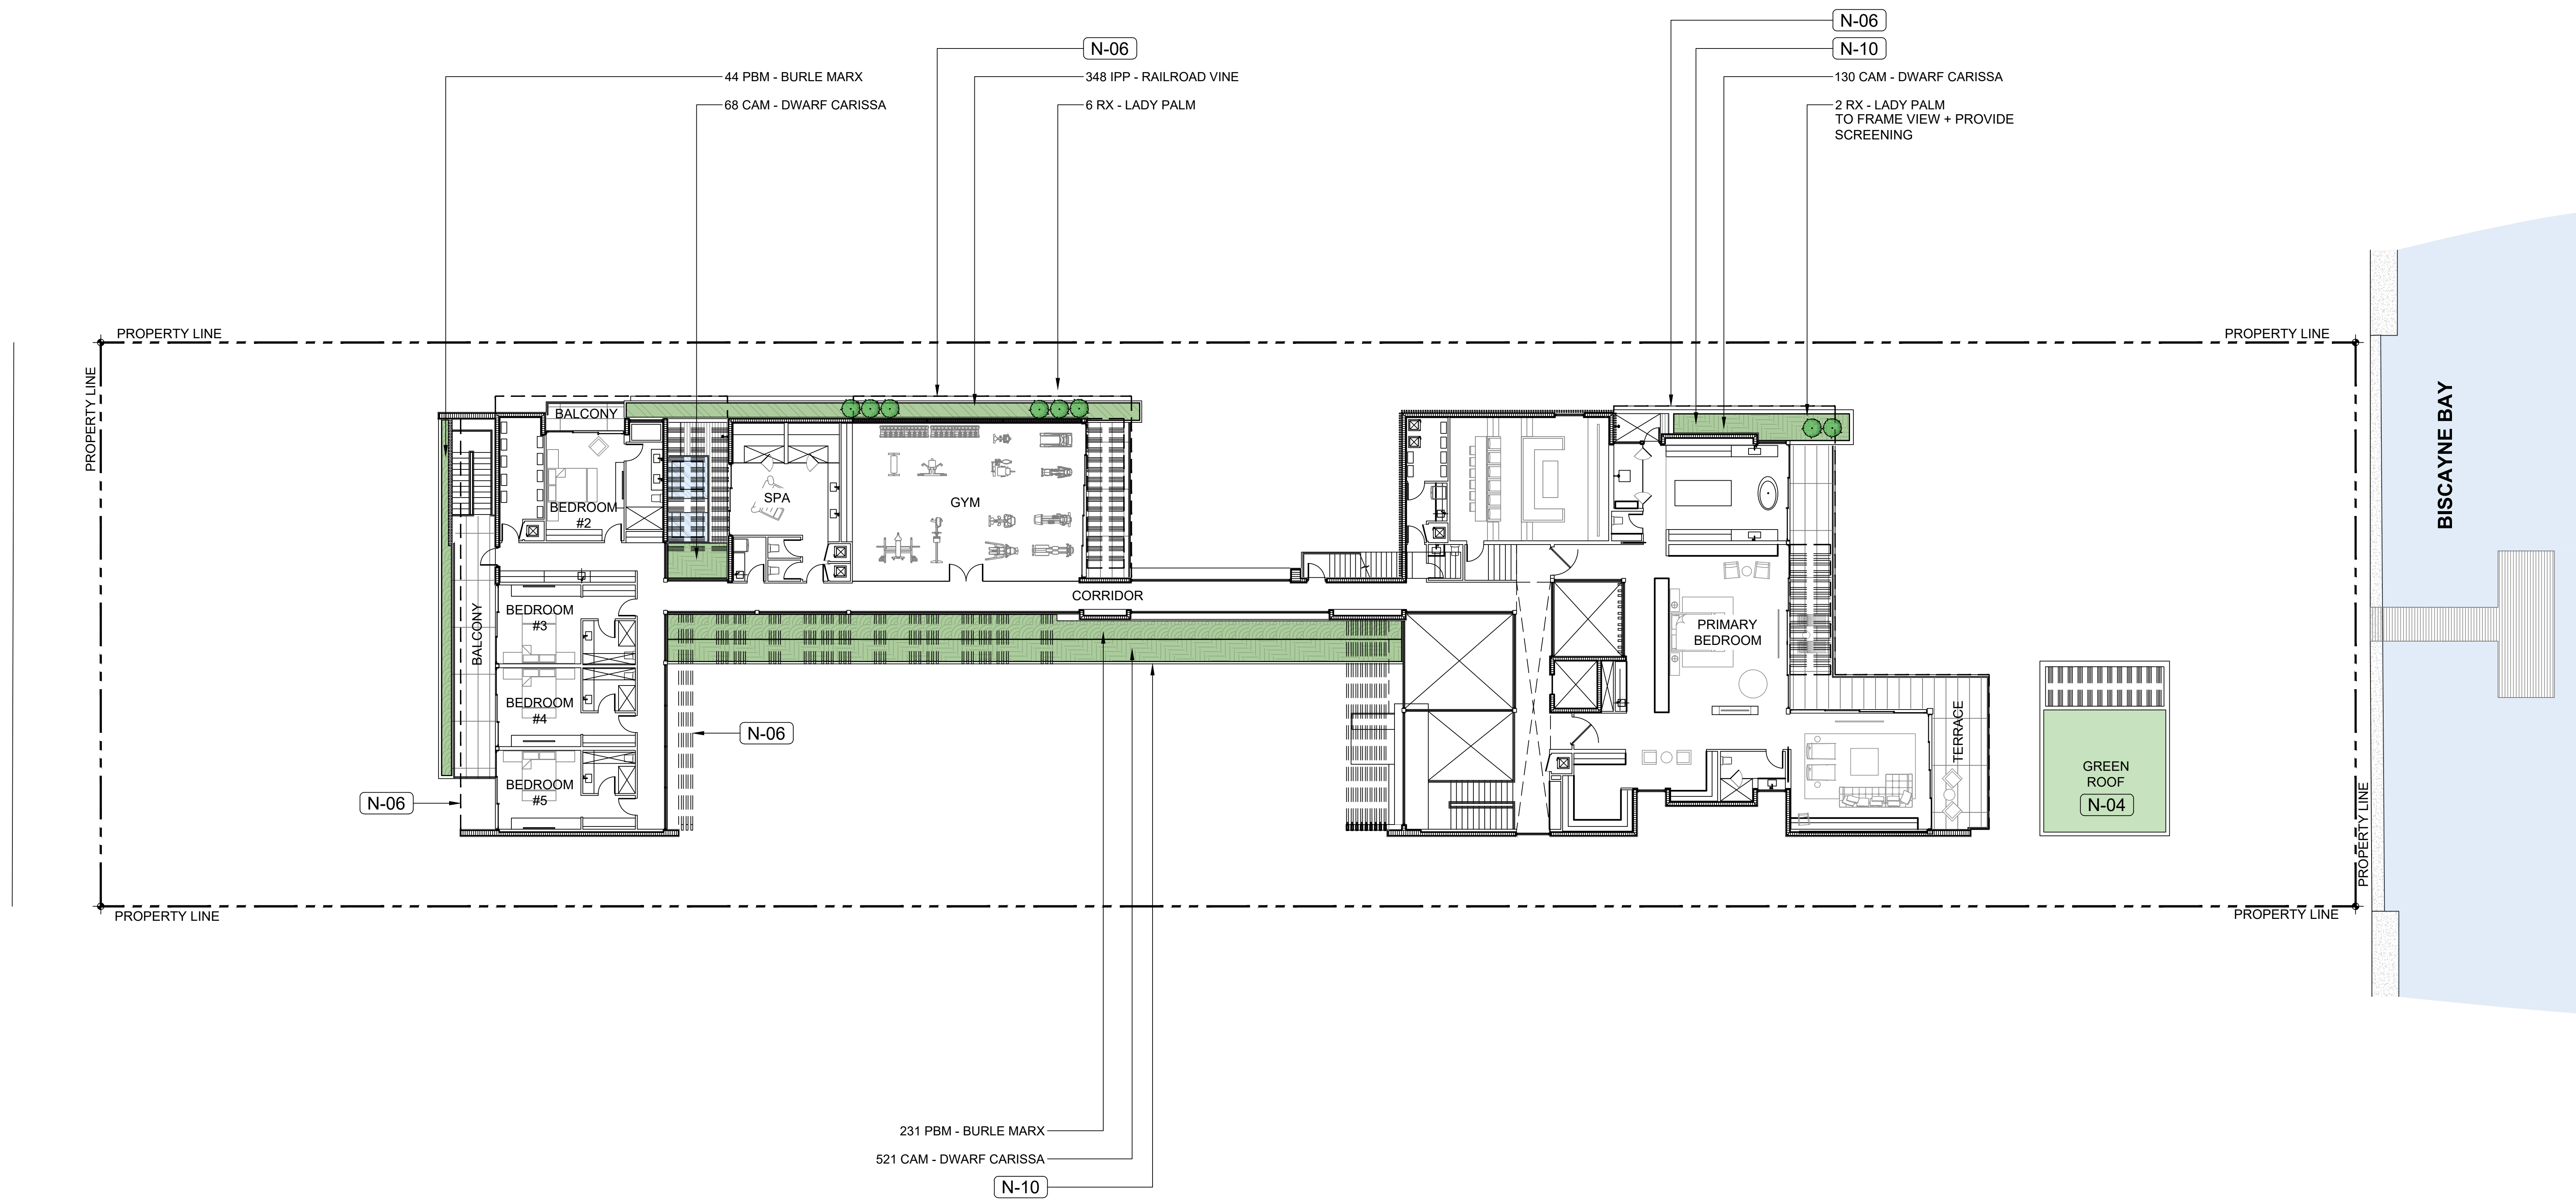 N-06
N-10
130 CAM - DWARF CARISSA
2 RX - LADY PALM
TO FRAME VIEW + PROVIDE
SCREENING
N-06
348 IPP - RAILROAD VINE
6 RX - LADY PALM
44 PBM - BURLE MARX
68 CAM - DWARF CARISSA
PROPERTY LINE
PROPERTY LINE
PROPERTY LINE
BISCAYNE BAY
BALCONY
BEDROOM
#2
SPA
GYM
CORRIDOR
BALCONY
BEDROOM
#3
BEDROOM
#4
BEDROOM
#5
PRIMARY
BEDROOM
TERRACE
GREEN
ROOF
N-04
N-06
N-06
PROPERTY LINE
PROPERTY LINE
PROPERTY LINE
231 PBM - BURLE MARX
521 CAM - DWARF CARISSA
N-10